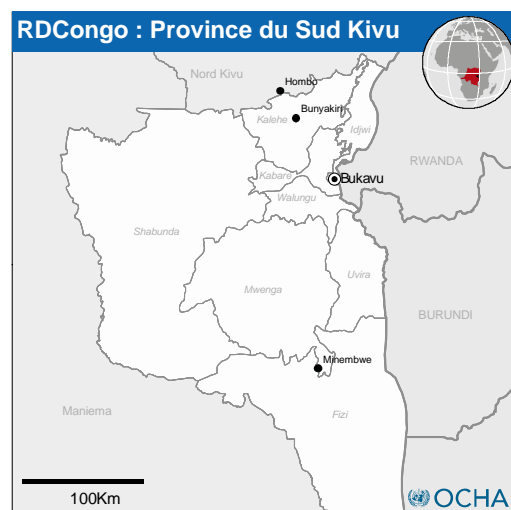 RDCongo : Province du Sud Kivu
Nord Kivu
Hombo
Bunyakiri
Kalehe
Idjwi
RWANDA
Kabare
Bukavu
Walungu
Shabunda
Uvira
Mwenga
BURUNDI
Minembwe
Maniema
Fizi
100Km
OCHA